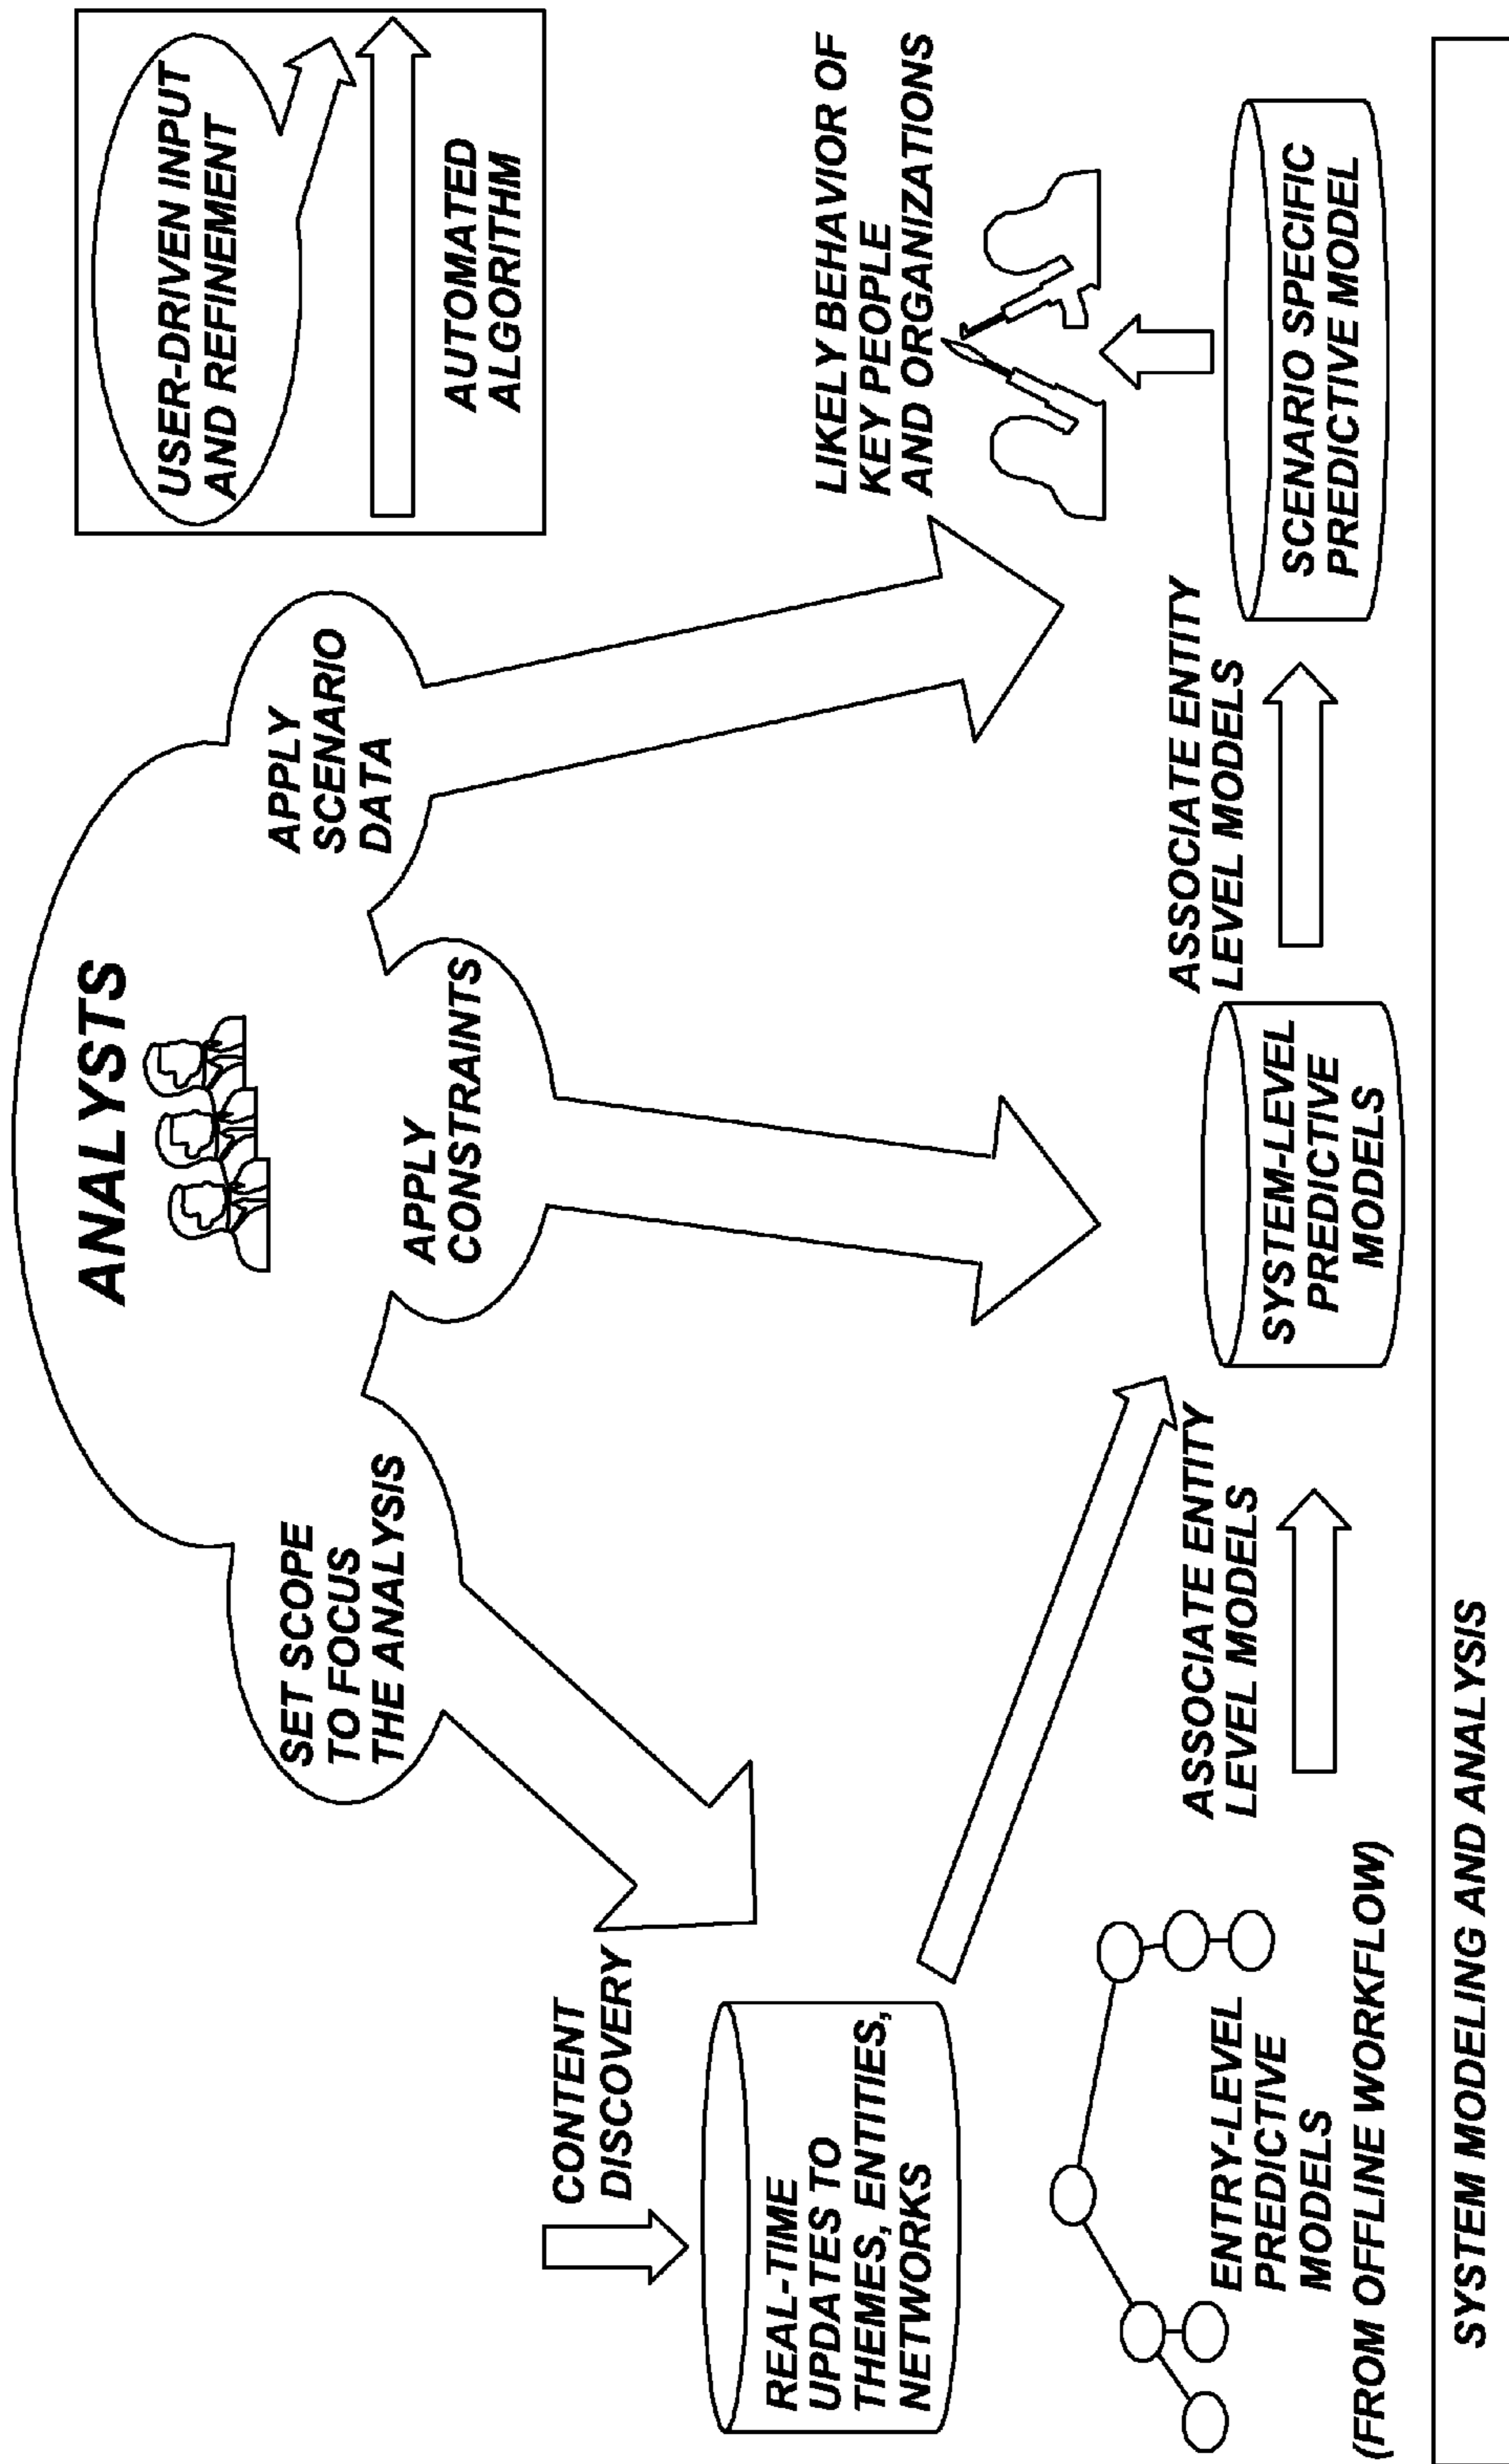 ANALYSTS
USER-DRIVEN INPUT
AND REFINEMENT
AUTOMATED
ALGORITHM
SET SCOPE
TO FOCUS
THE ANALYSIS
APPLY
CONSTRAINTS
APPLY
SCENARIO
DATA
CONTENT
DISCOVERY
REAL-TIME
UPDATES TO
THEMES, ENTITIES,
NETWORKS
LIKELY BEHAVIOR OF
KEY PEOPLE
AND ORGANIZATIONS
ENTRY-LEVEL
PREDICTIVE
MODELS
(FROM OFFLINE WORKFLOW)
ASSOCIATE ENTITY
LEVEL MODELS
SYSTEM-LEVEL
PREDICTIVE
MODELS
ASSOCIATE ENTITY
LEVEL MODELS
SCENARIO SPECIFIC
PREDICTIVE MODEL
SYSTEM MODELING AND ANALYSIS